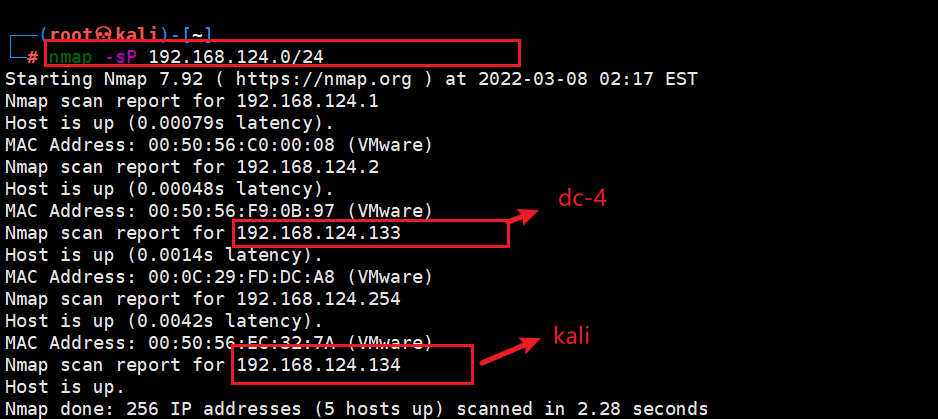 (root㉿kali)-[~]
# nmap -sP 192.168.124.0/24
Starting Nmap 7.92 ( https://nmap.org ) at 2022-03-08 02:17 EST
Nmap scan report for 192.168.124.1
Host is up (0.00079s latency).
MAC Address: 00:50:56:C0:00:08 (VMware)
Nmap scan report for 192.168.124.2
Host is up (0.00048s latency).
dc-4
MAC Address: 00:50:56:F9:0B:97 (VMware)
Nmap scan report for 192.168.124.133
Host is up (0.0014s latency).
MAC Address: 00:0C:29:FD:DC:A8 (VMware)
Nmap scan report for 192.168.124.254
Host is up (0.0042s latency).
kali
MAC Address: 00:50:56:EC:32:7A (VMware)
Nmap scan report for 192.168.124.134
Host is up.
Nmap done: 256 IP addresses (5 hosts up) scanned in 2.28 seconds